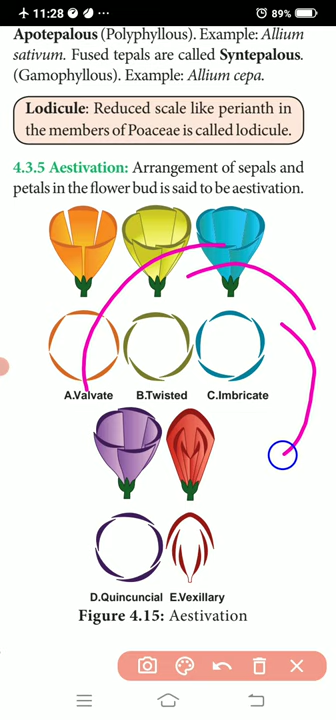 11:28
89%
Apotepalous (Polyphyllous). Example: Allium
sativum. Fused tepals are called Syntepalous.
(Gamophyllous). Example: Allium cepa.
Lodicule: Reduced scale like perianth in
the members of Poaceae is called lodicule.
4.3.5 Aestivation: Arrangement of sepals and
petals in the flower bud is said to be aestivation.
A.Valvate B.Twisted C.Imbricate
D.Quincuncial E.Vexillary
Figure 4.15: Aestivation